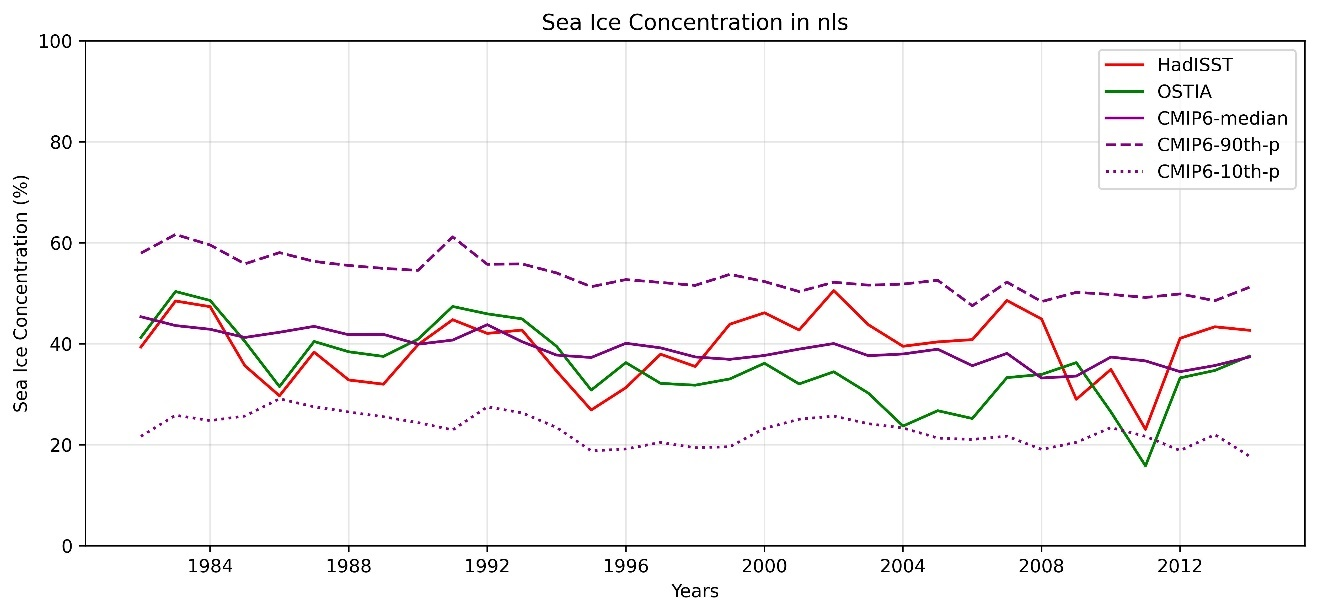 Sea Ice Concentration in nls
100
80
60
40
20
0
Sea Ice Concentration (%)
HadISST
OSTIA
CMIP6-median
CMIP6-90th-p
CMIP6-10th-p
1984 1988 1992 1996 2000 2004 2008 2012
Years